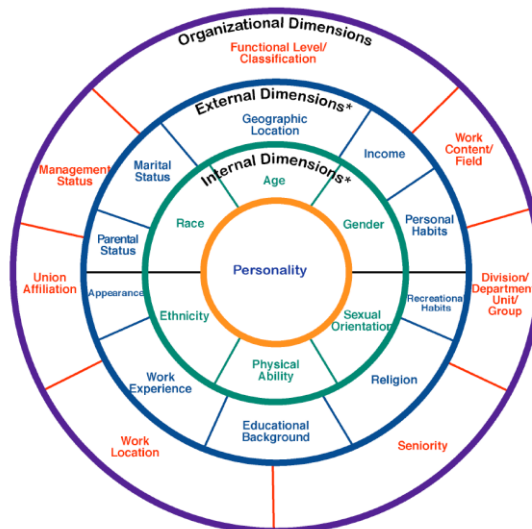 Organizational Dimensions
Functional Level/
Classification
External Dimensions*
Geographic
Location
Income
Work
Content/
Field
Management
Status
Marital
Status
Internal Dimensions*
Age
Race
Gender
Personal
Habits
Parental
Status
Union
Affiliation
Personality
Division/
Department
Unit/
Group
Appearance
Recreational
Habits
Ethnicity
Sexual
Orientation
Physical
Ability
Work
Experience
Religion
Educational
Background
Work
Location
Seniority